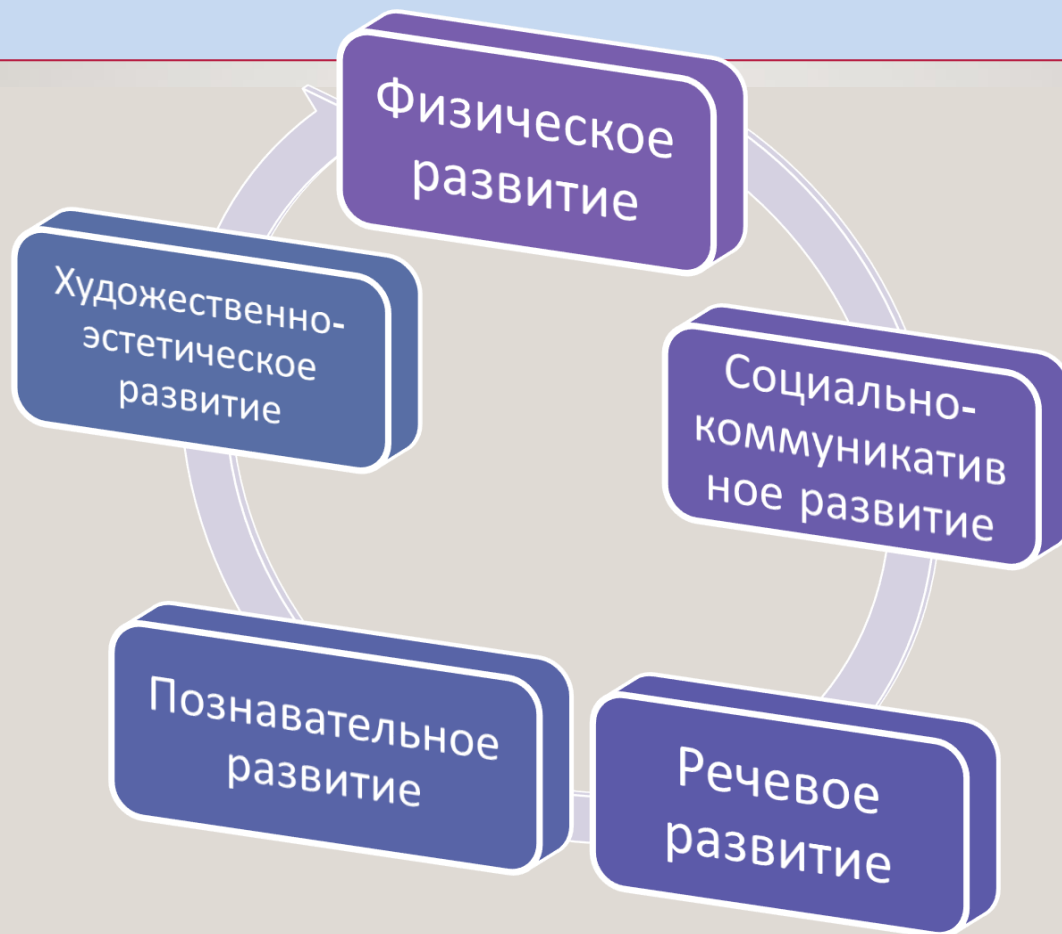 Физическое
развитие
Социально-
коммуникатив
ное развитие
Речевое
развитие
Познавательное
развитие
Художественно-
эстетическое
развитие